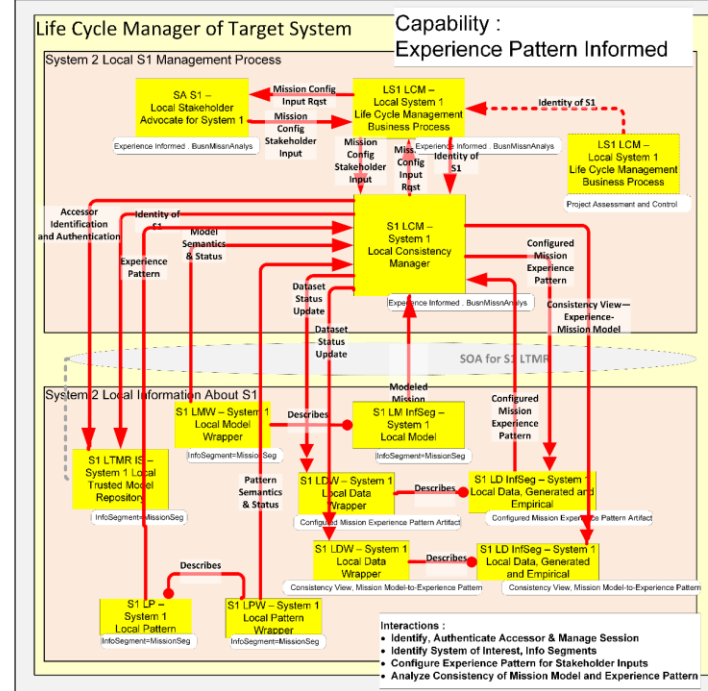 Life Cycle Manager of Target System
Capability :
Experience Pattern Informed
System 2 Local S1 Management Process
SA S1 –
Local Stakeholder
Advocate for System 1
Experience Informed . BusnMissnAnalys
Mission Config
Input Rqst
Mission
Config
Stakeholder
Input
LS1 LCM –
Local System 1
Life Cycle Management
Business Process
Experience Informed . BusnMissnAnalys
Identity of S1
LS1 LCM –
Local System 1
Life Cycle Management
Business Process
Project Assessment and Control
Mission
Config
Stakeholder
Input
Miss.
Config
Input
Rqst
Identity of
S1
Accessor
Identification
and Authentication
Identity of
S1
Experience
Pattern
Model
Semantics
& Status
S1 LCM –
System 1
Local Consistency
Manager
Experience Informed . BusnMissnAnalys
Configured
Mission
Experience
Pattern
Dataset
Status
Update
Dataset
Status
Update
Consistency View—
Experience-
Mission Model
SOA for S1 LTMR
System 2 Local Information About S1
Modeled
Mission
Configured
Mission
Experience
Pattern
S1 LMW – System 1
Local Model
Wrapper
InfoSegment=MissionSeg
Describes
S1 LM InfSeg –
System 1
Local Model
InfoSegment=MissionSeg
S1 LTMR IS –
System 1 Local
Trusted Model
Repository
InfoSegment=MissionSeg
Pattern
Semantics
& Status
S1 LDW – System 1
Local Data
Wrapper
Configured Mission Experience Pattern Artifact
Describes
S1 LD InfSeg – System 1
Local Data, Generated and
Empirical
Configured Mission Experience Pattern Artifact
S1 LDW – System 1
Local Data
Wrapper
Consistency View, Mission Model-to-Experience Pattern
Describes
S1 LD InfSeg – System 1
Local Data, Generated
and Empirical
Consistency View, Mission Model-to-Experience Pattern
Describes
S1 LP –
System 1
Local Pattern
InfoSegment=MissionSeg
S1 LPW – System 1
Local Pattern
Wrapper
InfoSegment=MissionSeg
Interactions :
• Identify, Authenticate Accessor & Manage Session
• Identify System of Interest, Info Segments
• Configure Experience Pattern for Stakeholder Inputs
• Analyze Consistency of Mission Model and Experience Pattern